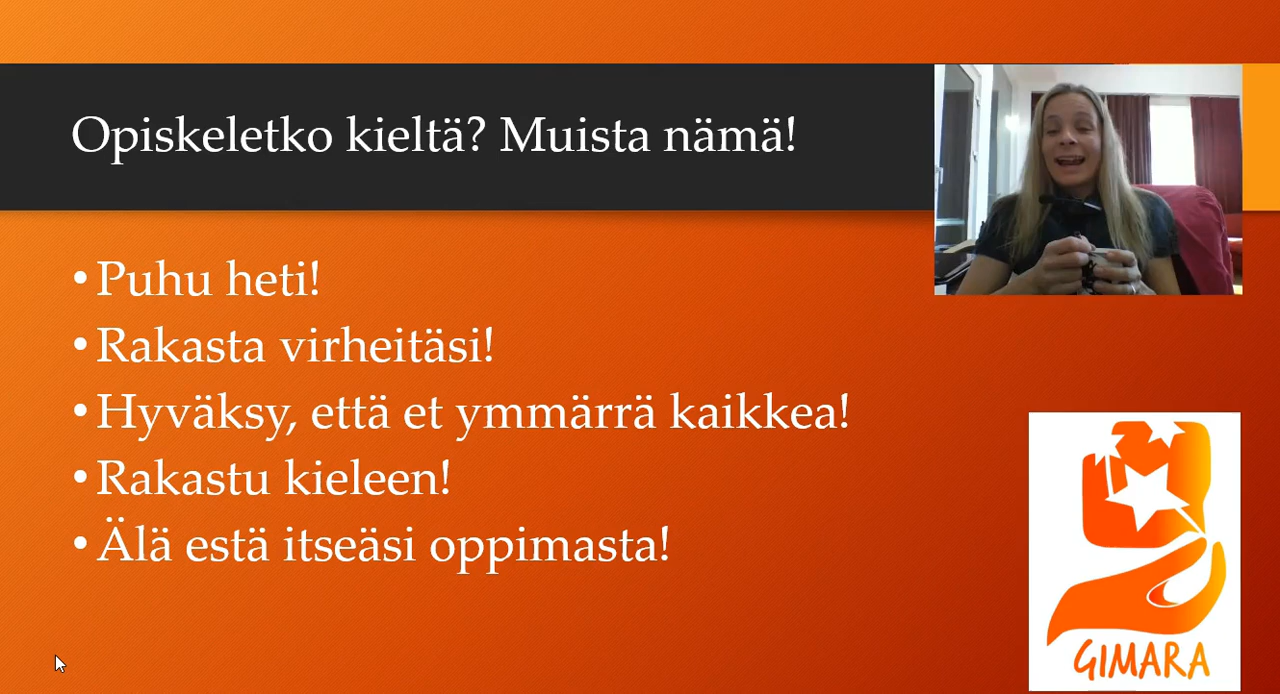 Opiskeletko kieltä? Muista nämä!
• Puhu heti!
• Rakasta virheitäsi!
• Hyväksy, että et ymmärrä kaikkea!
• Rakastu kieleen!
• Älä estä itseäsi oppimasta!
GIMARA